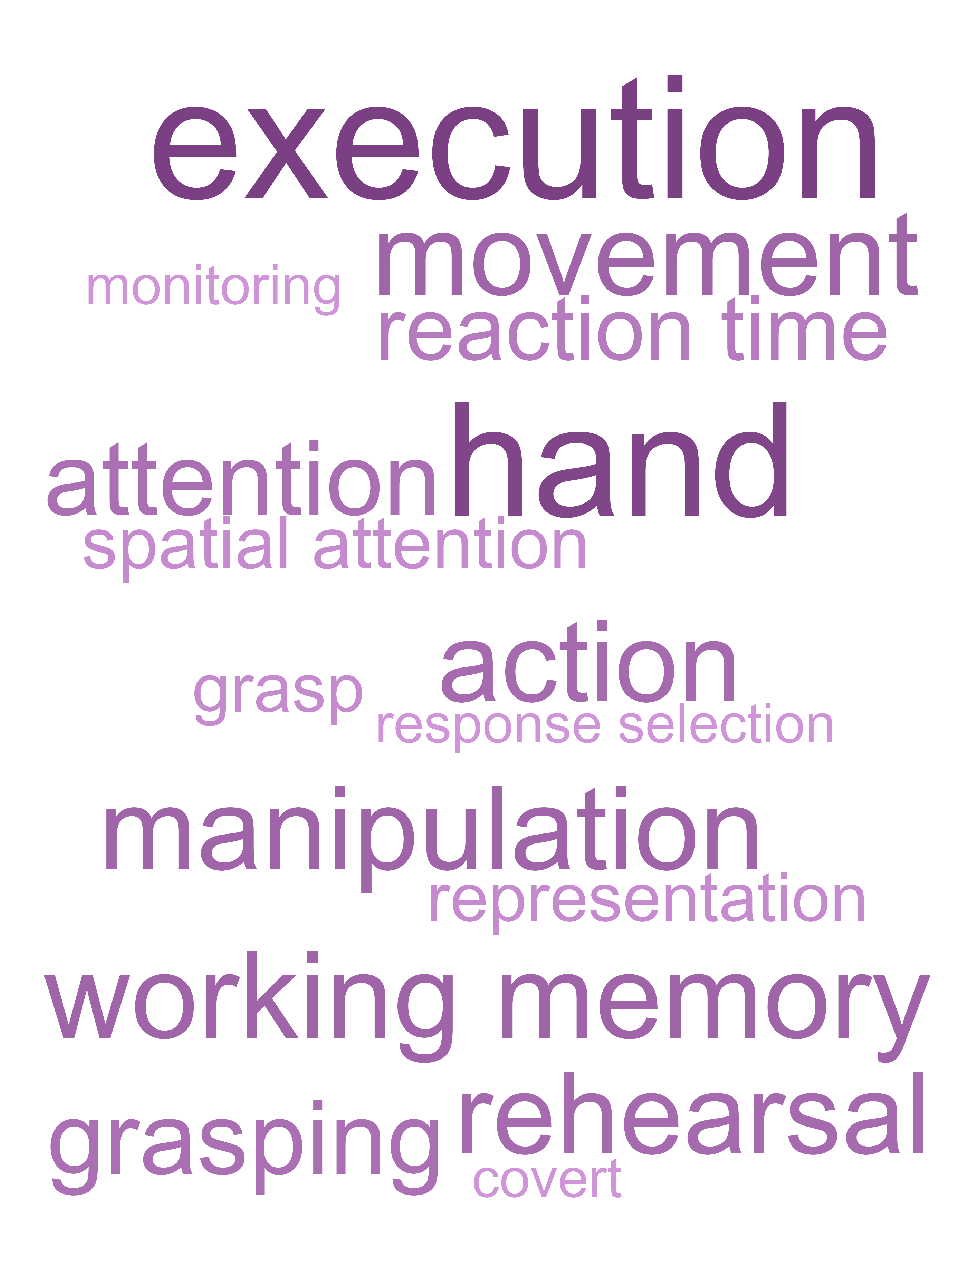 execution
movement
monitoring
reaction time
hand
attention
spatial attention
action
grasp
response selection
manipulation
representation
working memory
rehearsal
grasping
covert